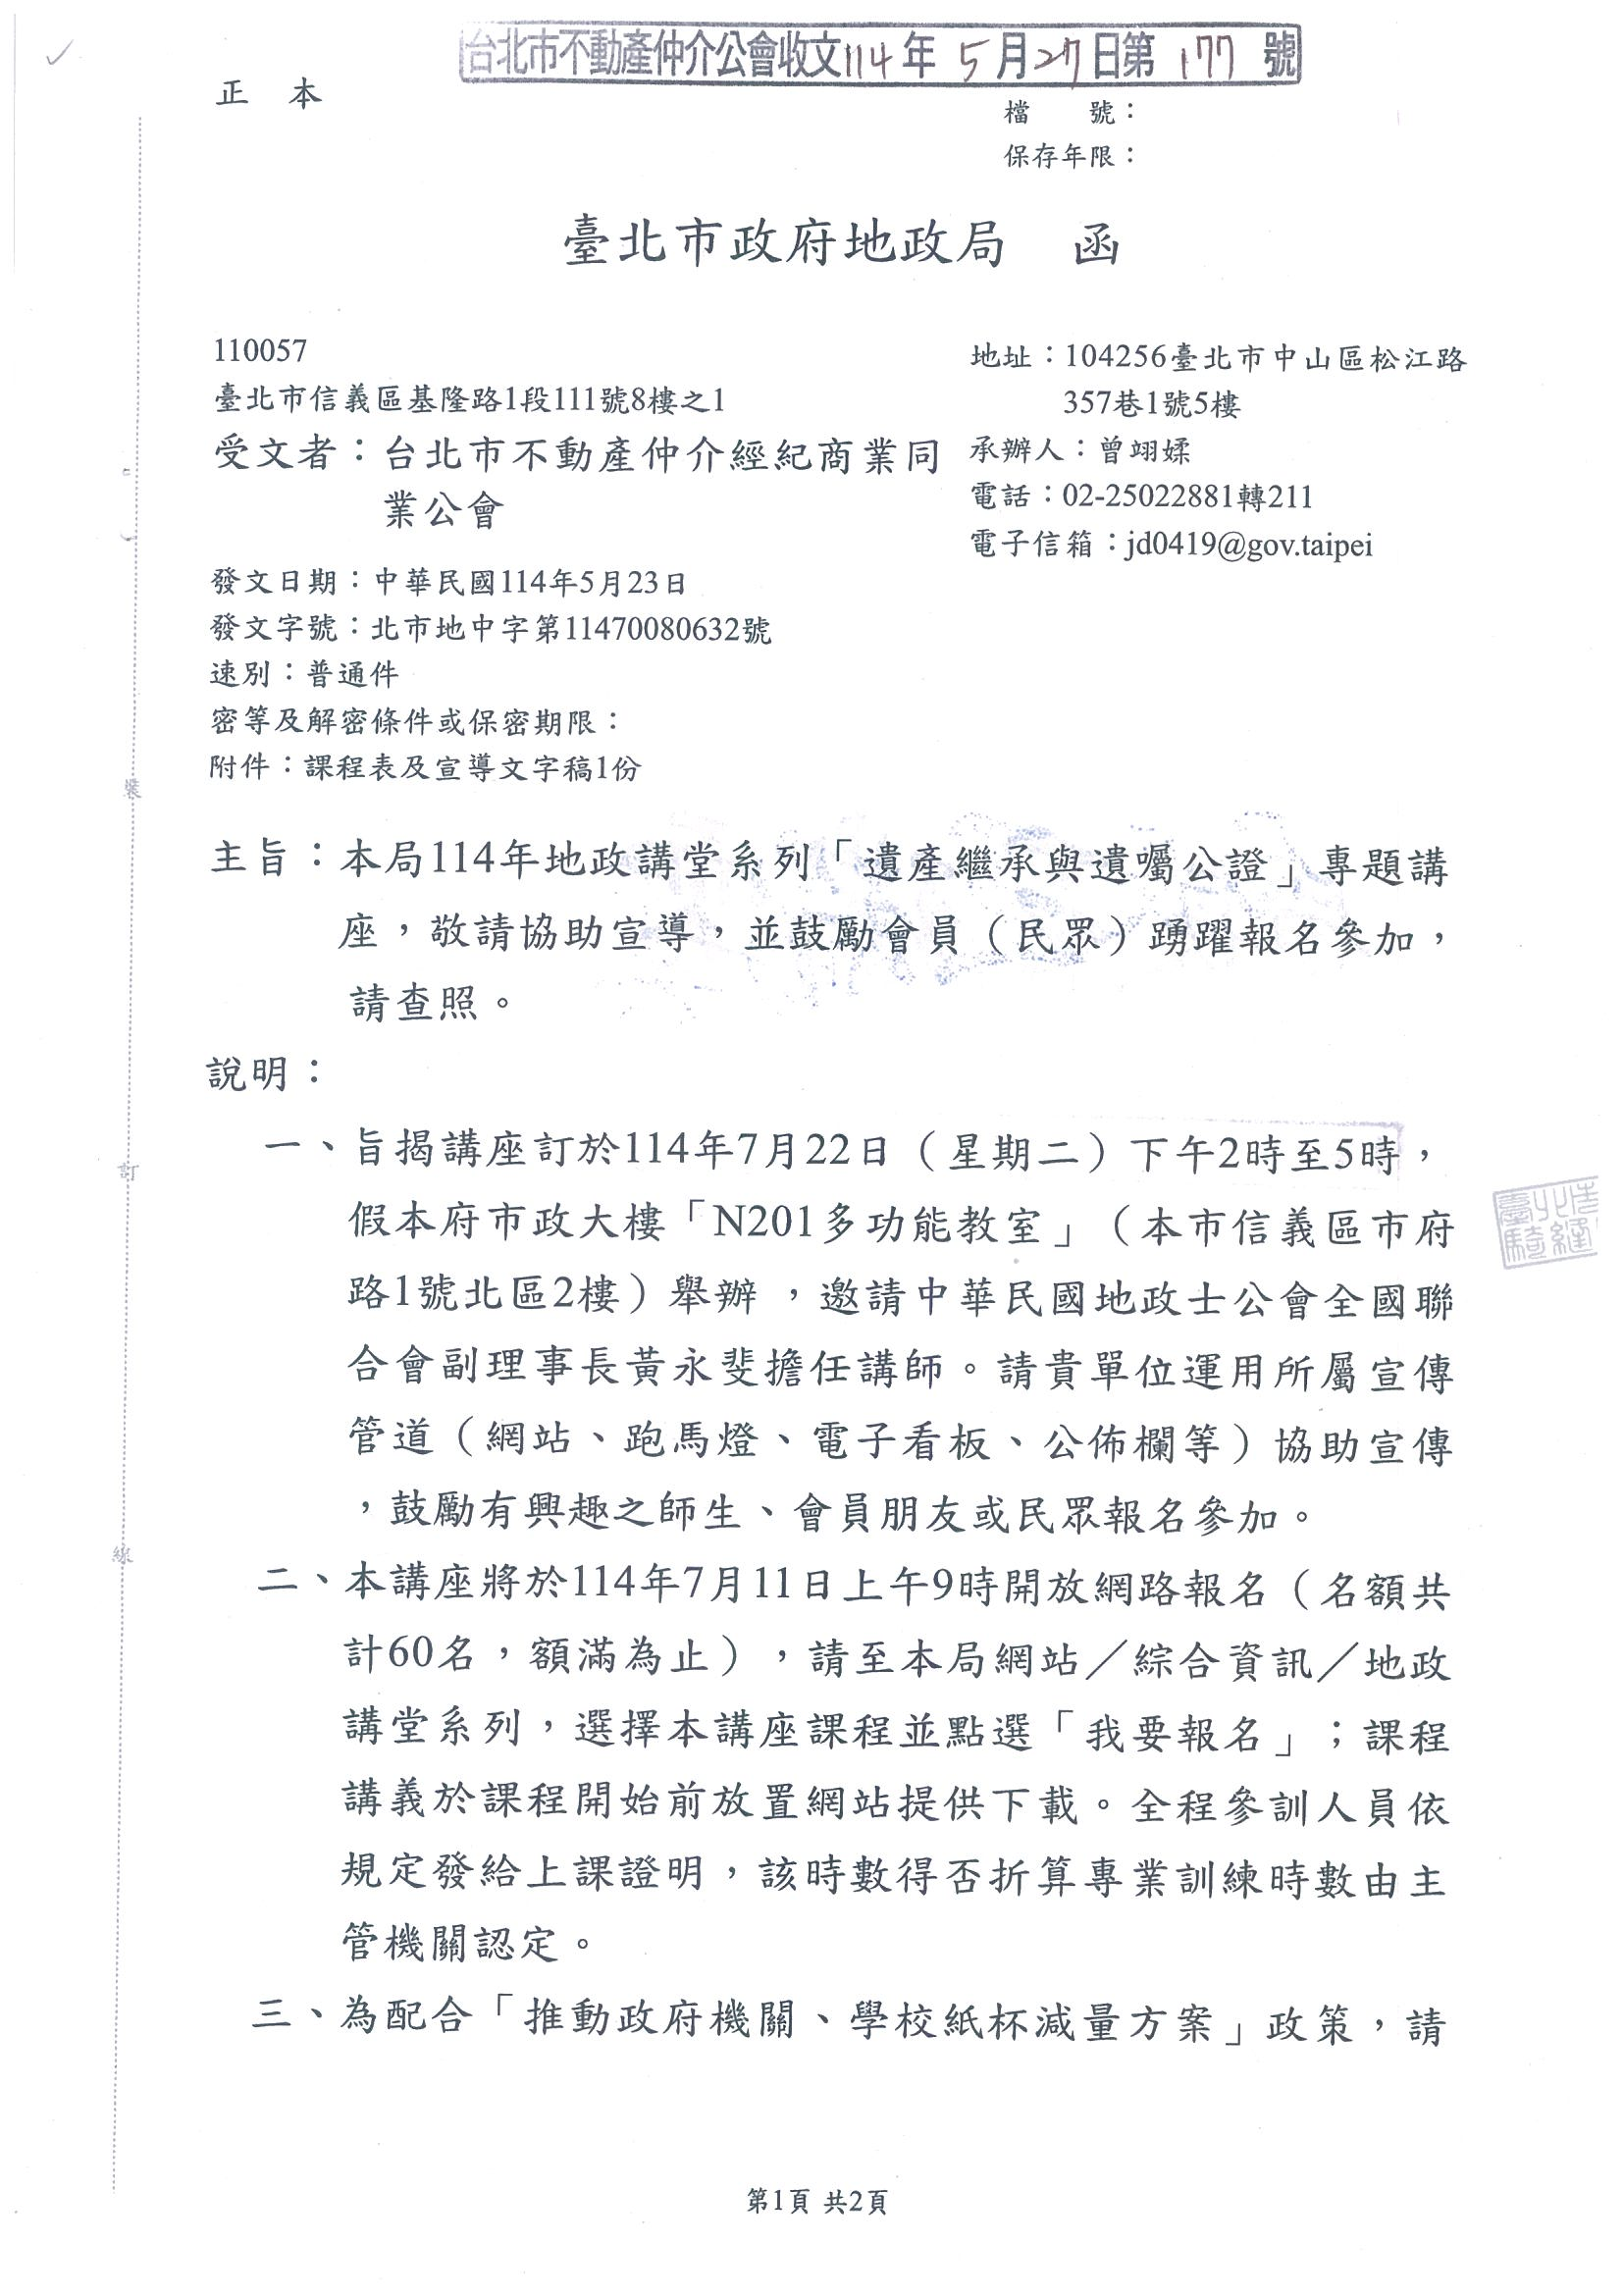 台北市不動產仲介公會收文114年5月27日第177號
正本
檔　　號：
保存年限：
臺北市政府地政局　函
110057
臺北市信義區基隆路1段111號8樓之1
受文者：台北市不動產仲介經紀商業同
業公會
地址：104256臺北市中山區松江路
357巷1號5樓
承辦人：曾翊媃
電話：02-25022881轉211
電子信箱：jd0419@gov.taipei
發文日期：中華民國114年5月23日
發文字號：北市地中字第11470080632號
速別：普通件
密等及解密條件或保密期限：
附件：課程表及宣導文字稿1份
主旨：本局114年地政講堂系列「遺產繼承與遺囑公證」專題講
座，敬請協助宣導，並鼓勵會員（民眾）踴躍報名參加，
請查照。
說明：
一、旨揭講座訂於114年7月22日（星期二）下午2時至5時，
假本府市政大樓「N201多功能教室」（本市信義區市府
路1號北區2樓）舉辦，邀請中華民國地政士公會全國聯
合會副理事長黃永斐擔任講師。請貴單位運用所屬宣傳
管道（網站、跑馬燈、電子看板、公佈欄等）協助宣傳
，鼓勵有興趣之師生、會員朋友或民眾報名參加。
二、本講座將於114年7月11日上午9時開放網路報名（名額共
計60名，額滿為止），請至本局網站／綜合資訊／地政
講堂系列，選擇本講座課程並點選「我要報名」；課程
講義於課程開始前放置網站提供下載。全程參訓人員依
規定發給上課證明，該時數得否折算專業訓練時數由主
管機關認定。
三、為配合「推動政府機關、學校紙杯減量方案」政策，請
裝
訂
線
第1頁 共2頁